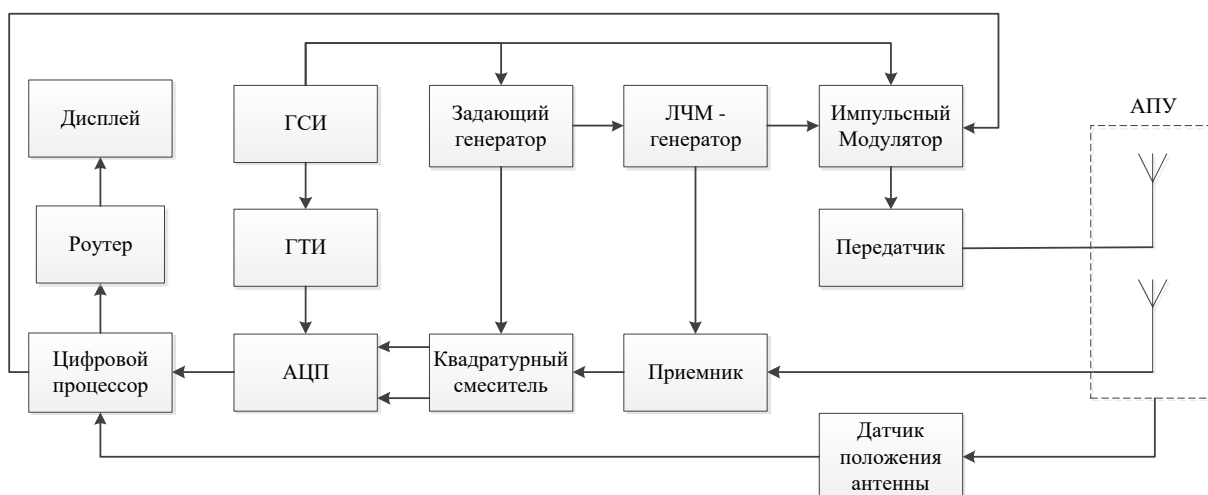 Дисплей
ГСИ
Задающий
генератор
ЛЧМ -
генератор
Импульсный
Модулятор
АПУ
Роутер
ГТИ
Передатчик
Цифровой
процессор
АЦП
Квадратурный
смеситель
Приемник
Датчик
положения
антенны